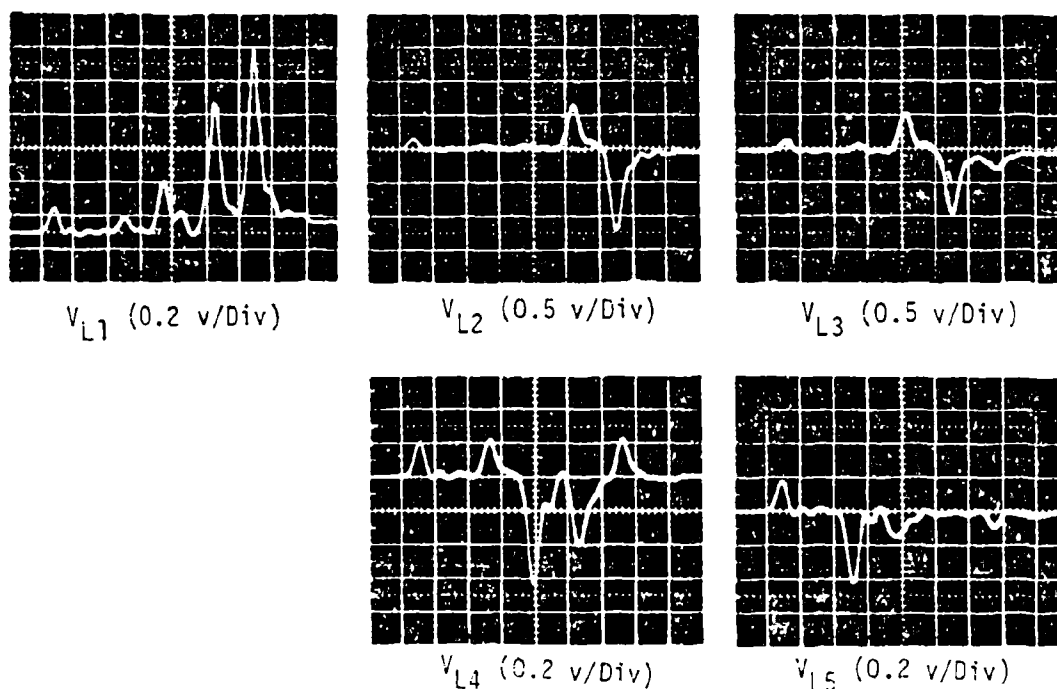 V_L1 (0.2 v/Div)
V_L2 (0.5 v/Div)
V_L3 (0.5 v/Div)
V_L4 (0.2 v/Div)
V_L5 (0.2 v/Div)